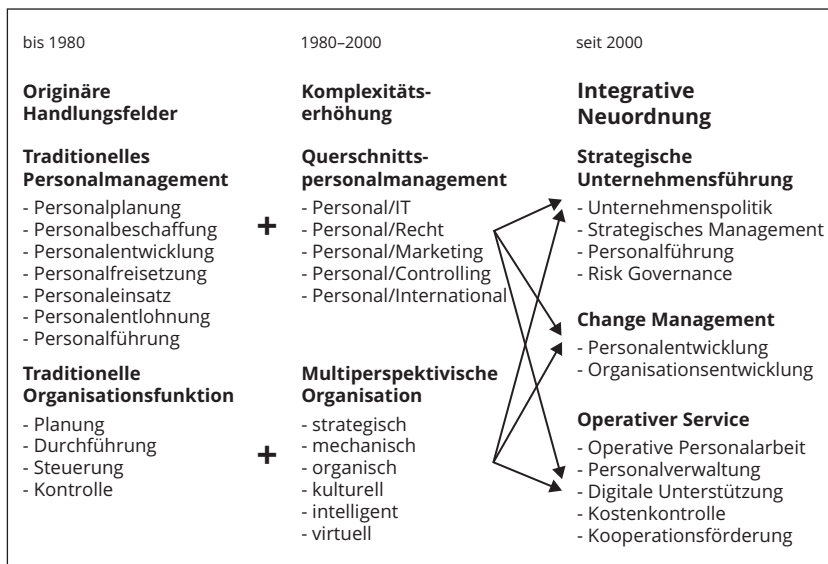 bis 1980
Originäre
Handlungsfelder
Traditionelles
Personalmanagement
- Personalplanung
- Personalbeschaffung
- Personalentwicklung
- Personalfreisetzung
- Personaleinsatz
- Personalentlohnung
- Personalführung
Traditionelle
Organisationsfunktion
- Planung
- Durchführung
- Steuerung
- Kontrolle
+
+
1980–2000
Komplexitäts-
erhöhung
Querschnitts-
personalmanagement
- Personal/IT
- Personal/Recht
- Personal/Marketing
- Personal/Controlling
- Personal/International
Multiperspektivische
Organisation
- strategisch
- mechanisch
- organisch
- kulturell
- intelligent
- virtuell
seit 2000
Integrative
Neuordnung
Strategische
Unternehmensführung
- Unternehmenspolitik
- Strategisches Management
- Personalführung
- Risk Governance
Change Management
- Personalentwicklung
- Organisationsentwicklung
Operativer Service
- Operative Personalarbeit
- Personalverwaltung
- Digitale Unterstützung
- Kostenkontrolle
- Kooperationsförderung